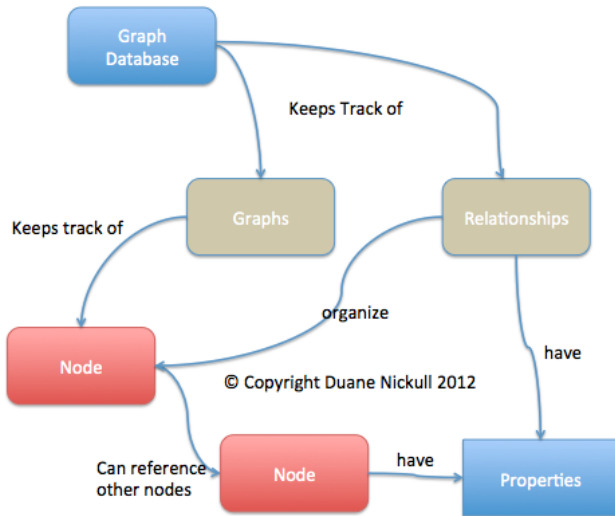 Graph
Database
Keeps Track of
Graphs
Relationships
Keeps track of
organize
Node
have
© Copyright Duane Nickull 2012
Can reference
other nodes
Node
have
Properties